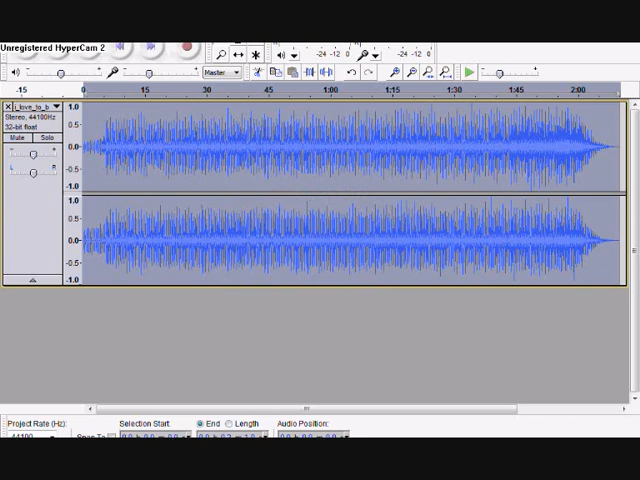 Unregistered HyperCam 2
Master
-24 -12 0
-24 -12 0
-15 0 15 30 45 1:00 1:15 1:30 1:45 2:00
i_love_to_b
Stereo, 44100Hz
32-bit float
Mute Solo
- +
L R
1.0
0.5
0.0
-0.5
-1.0
1.0
0.5
0.0
-0.5
-1.0
Project Rate (Hz): Selection Start: End Length Audio Position:
44100 Snap To